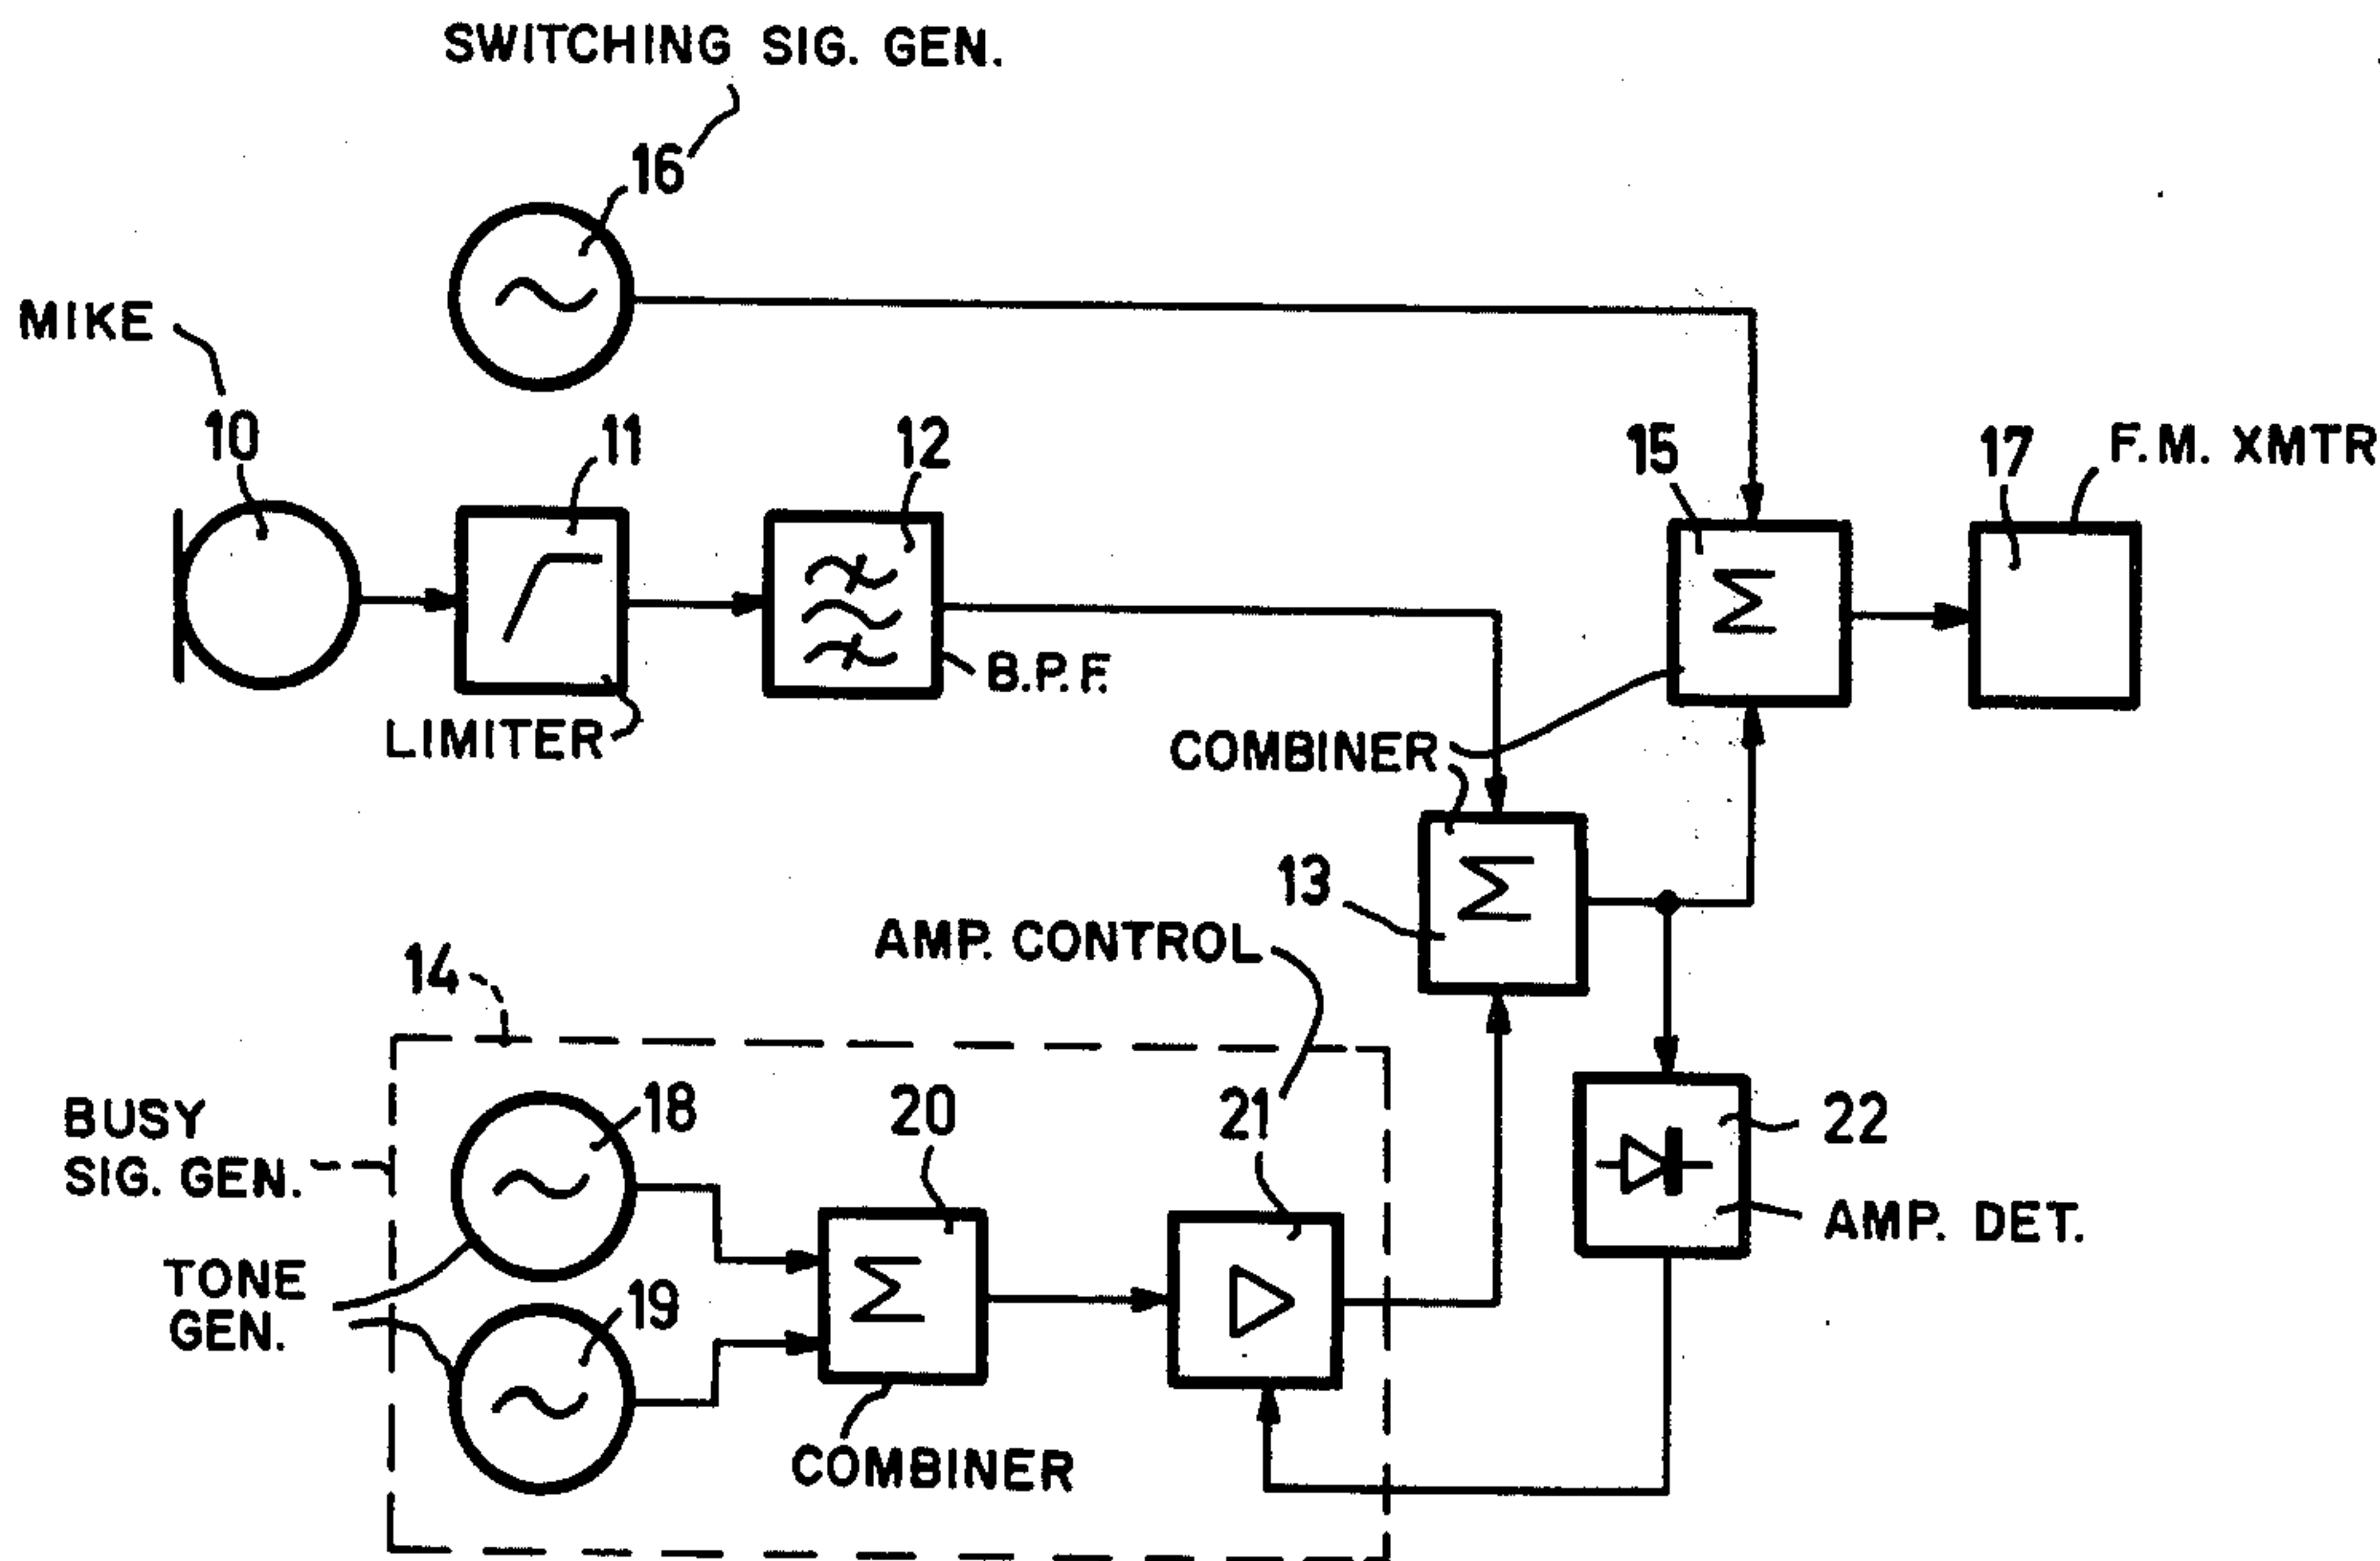 SWITCHING SIG. GEN.
16
MIKE
10
11
12
15
17
F.M. XMTR
B.P.F.
LIMITER
COMBINER
13
AMP. CONTROL
14
BUSY
SIG. GEN.
18
20
21
22
AMP. DET.
TONE
GEN.
19
COMBINER